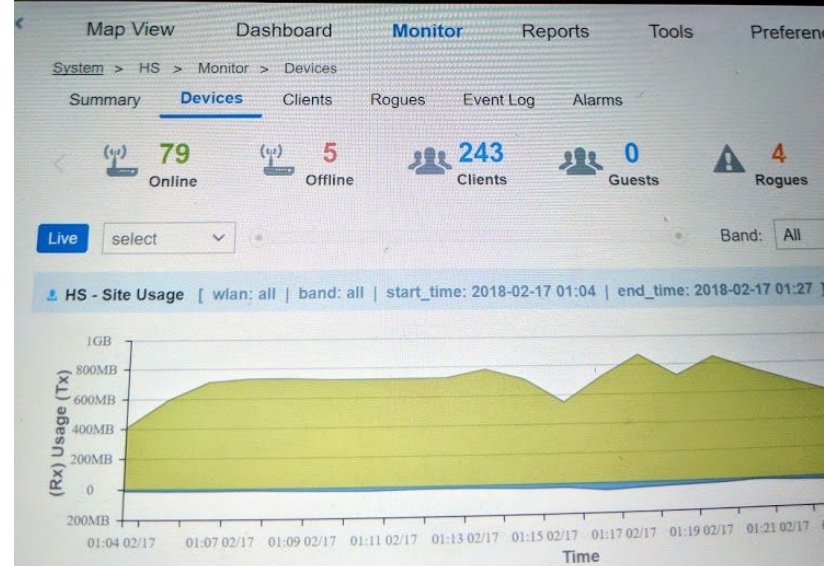 Map View Dashboard Monitor Reports Tools
System > HS > Monitor > Devices
Summary Devices Clients Rogues Event Log Alarms
79 5 243 0 4
Online Offline Clients Guests Rogues
Live select Band: All
HS - Site Usage [ wlan: all | band: all | start_time: 2018-02-17 01:04 | end_time: 2018-02-17 01:27 ]
(Rx) Usage (Tx)
1GB
800MB
600MB
400MB
200MB
0
200MB
01:04 02/17 01:07 02/17 01:09 02/17 01:11 02/17 01:13 02/17 01:15 02/17 01:17 02/17 01:19 02/17 01:21 02/17
Time